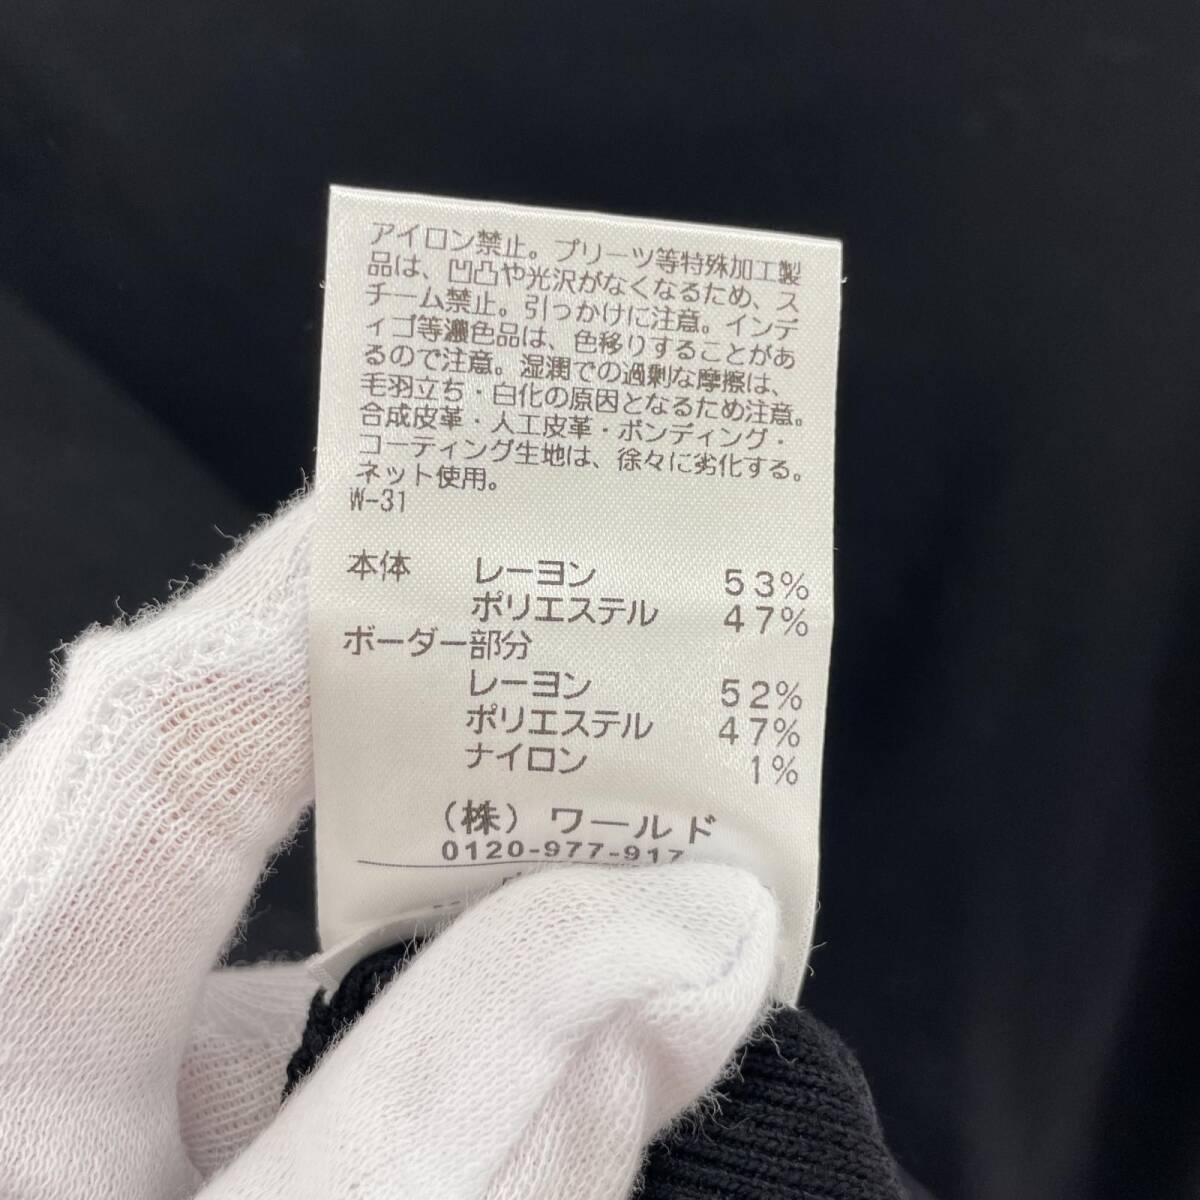 アイロン禁止。プリーツ等特殊加工製
品は、凹凸や光沢がなくなるため、ス
チーム禁止。引っかけに注意。インデ
ィゴ等濃色品は、色移りすることがあ
るので注意。湿潤での過剰な摩擦は、
毛羽立ち・白化の原因となるため注意。
合成皮革・人工皮革・ボンディング・
コーティング生地は、徐々に劣化する。
ネット使用。
W-31
本体 レーヨン 53%
ポリエステル 47%
ボーダー部分
レーヨン 52%
ポリエステル 47%
ナイロン 1%
(株) ワールド
0120-977-917